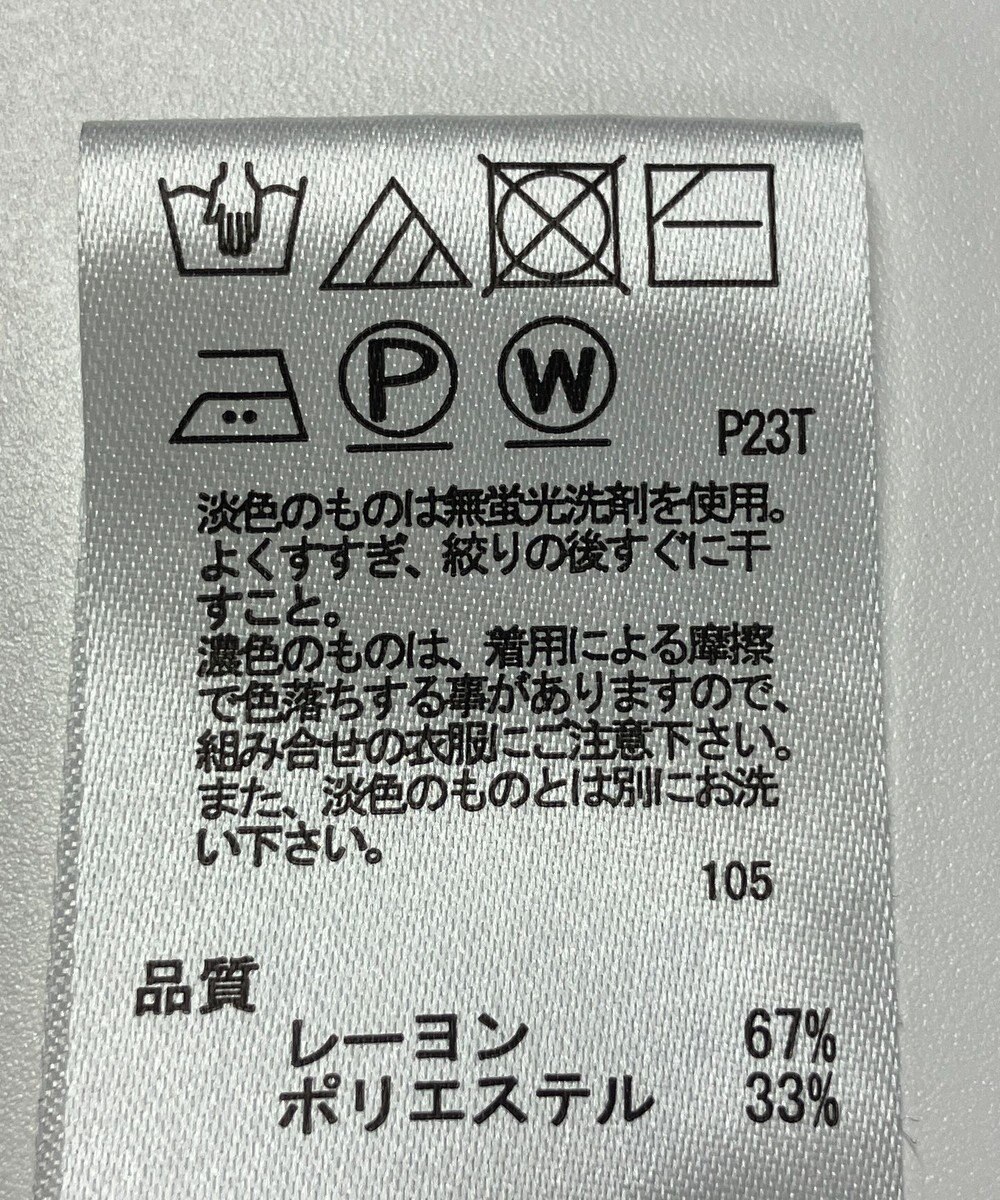 P W
P23T
淡色のものは無蛍光洗剤を使用。
よくすすぎ、絞りの後すぐに干
すこと。
濃色のものは、着用による摩擦
で色落ちする事がありますので、
組み合せの衣服にご注意下さい。
また、淡色のものとは別にお洗
い下さい。
105
品質
レーヨン 67%
ポリエステル 33%